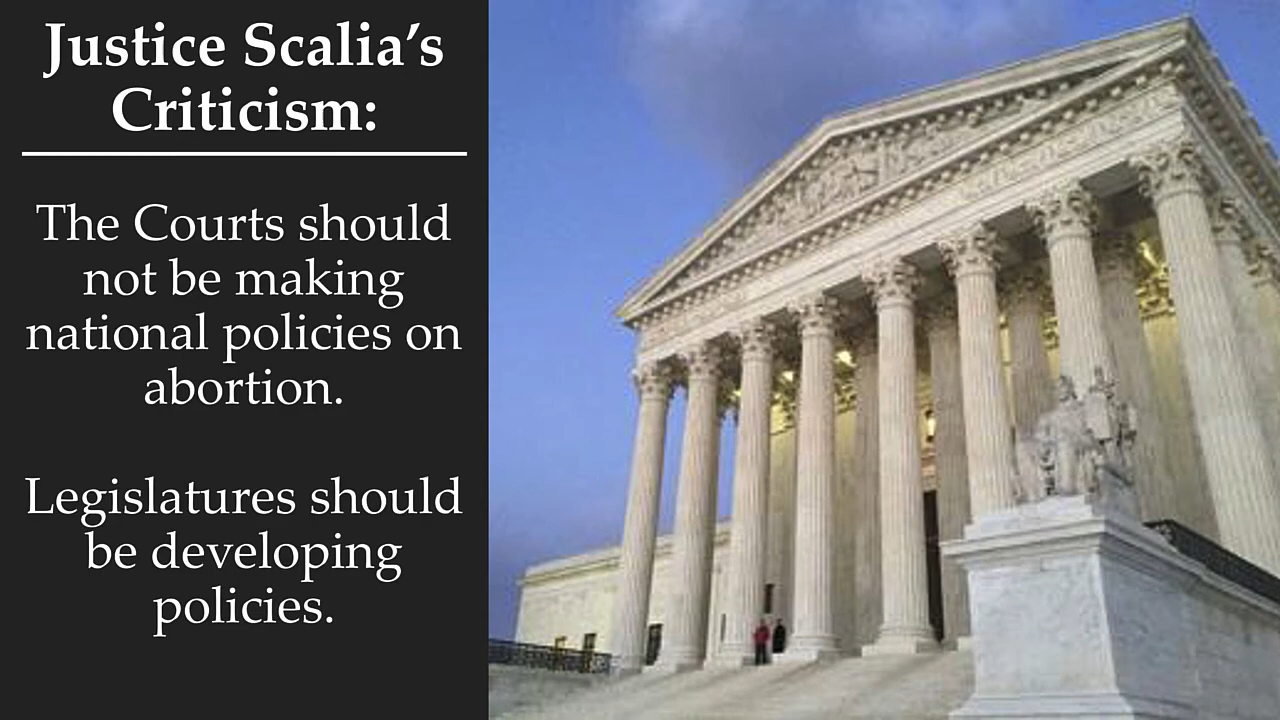 Justice Scalia’s
Criticism:
The Courts should
not be making
national policies on
abortion.
Legislatures should
be developing
policies.